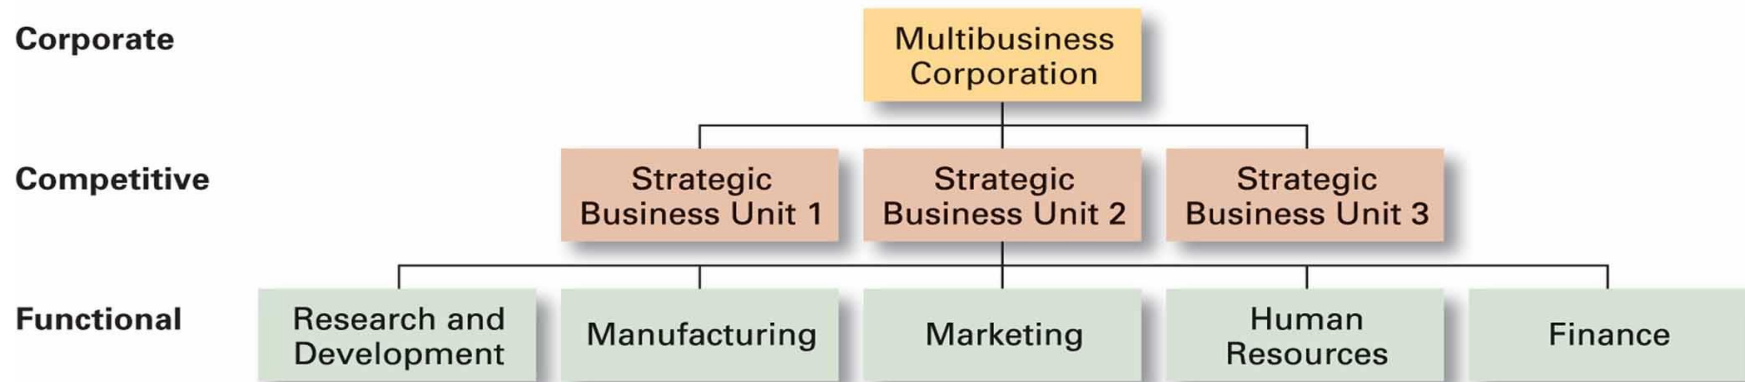 Corporate
Multibusiness
Corporation
Competitive
Strategic
Business Unit 1
Strategic
Business Unit 2
Strategic
Business Unit 3
Functional
Research and
Development
Manufacturing
Marketing
Human
Resources
Finance